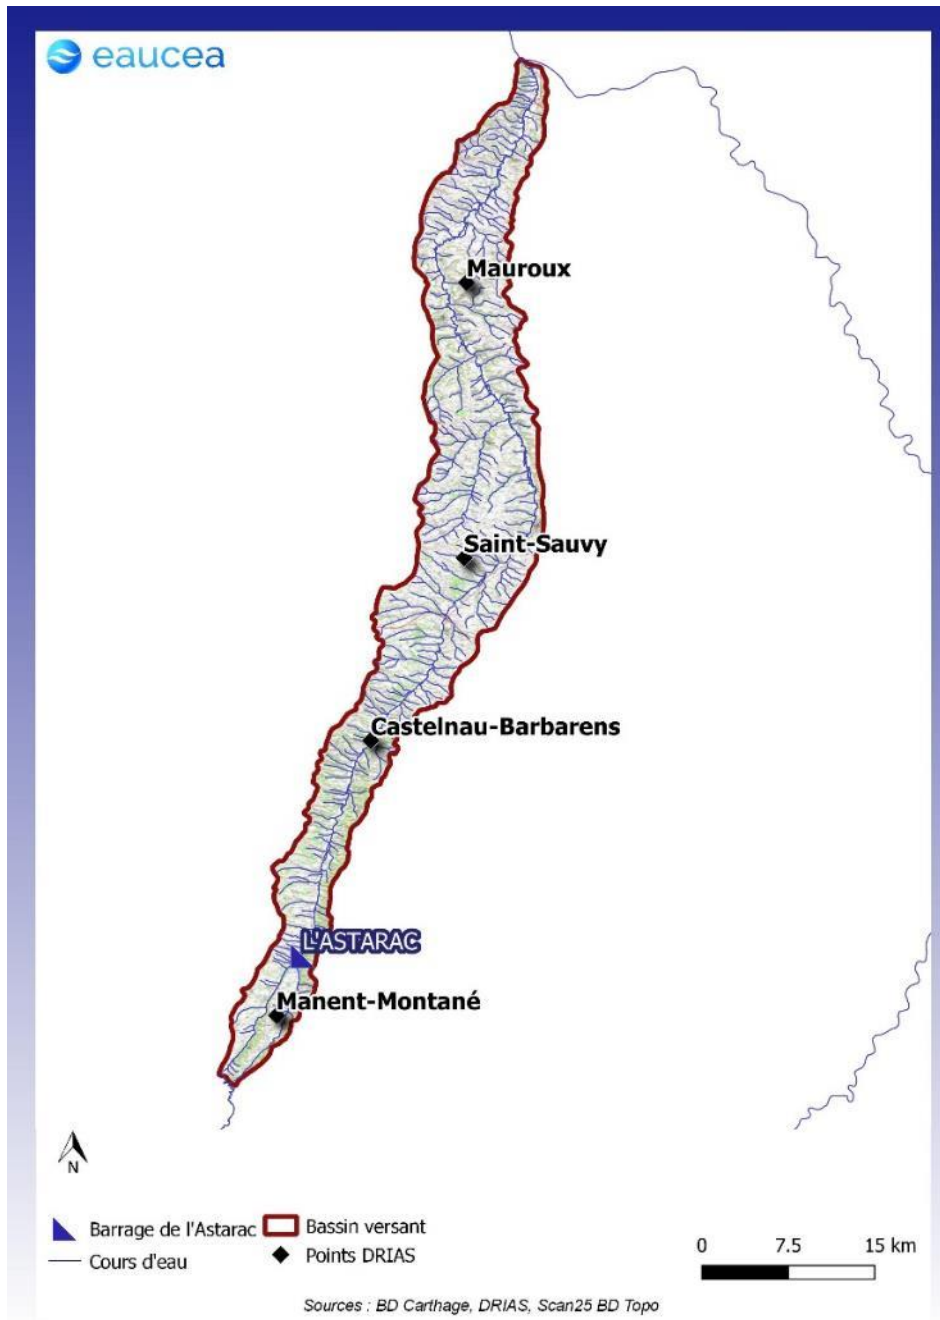 eaucea
Mauroux
Saint-Sauvy
Castelnau-Barbarens
L'ASTARAC
Manent-Montané
N
Barrage de l'Astarac
Bassin versant
Cours d'eau
Points DRIAS
0 7.5 15 km
Sources : BD Carthage, DRIAS, Scan25 BD Topo